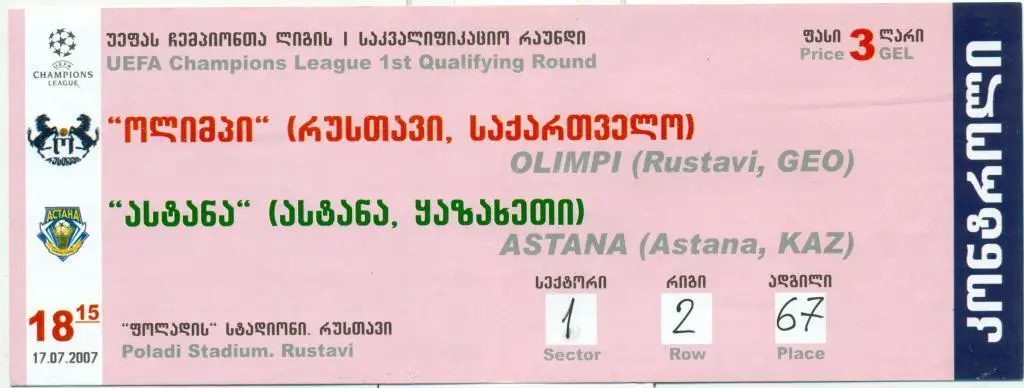 UEFA
CHAMPIONS
LEAGUE
უეფას ჩემპიონთა ლიგის I საკვალიფიკაციო რაუნდი
UEFA Champions League 1st Qualifying Round
ფასი 3 ლარი
Price GEL
"ოლიმპი" (რუსთავი, საქართველო)
OLIMPI (Rustavi, GEO)
რუსთავი
"ასტანა" (ასტანა, ყაზახეთი)
ASTANA (Astana, KAZ)
АСТАНА
სექტორი რიგი ადგილი
1 2 67
Sector Row Place
18 15
17.07.2007
"ფოლადის" სტადიონი. რუსთავი
Poladi Stadium. Rustavi
კონტროლი